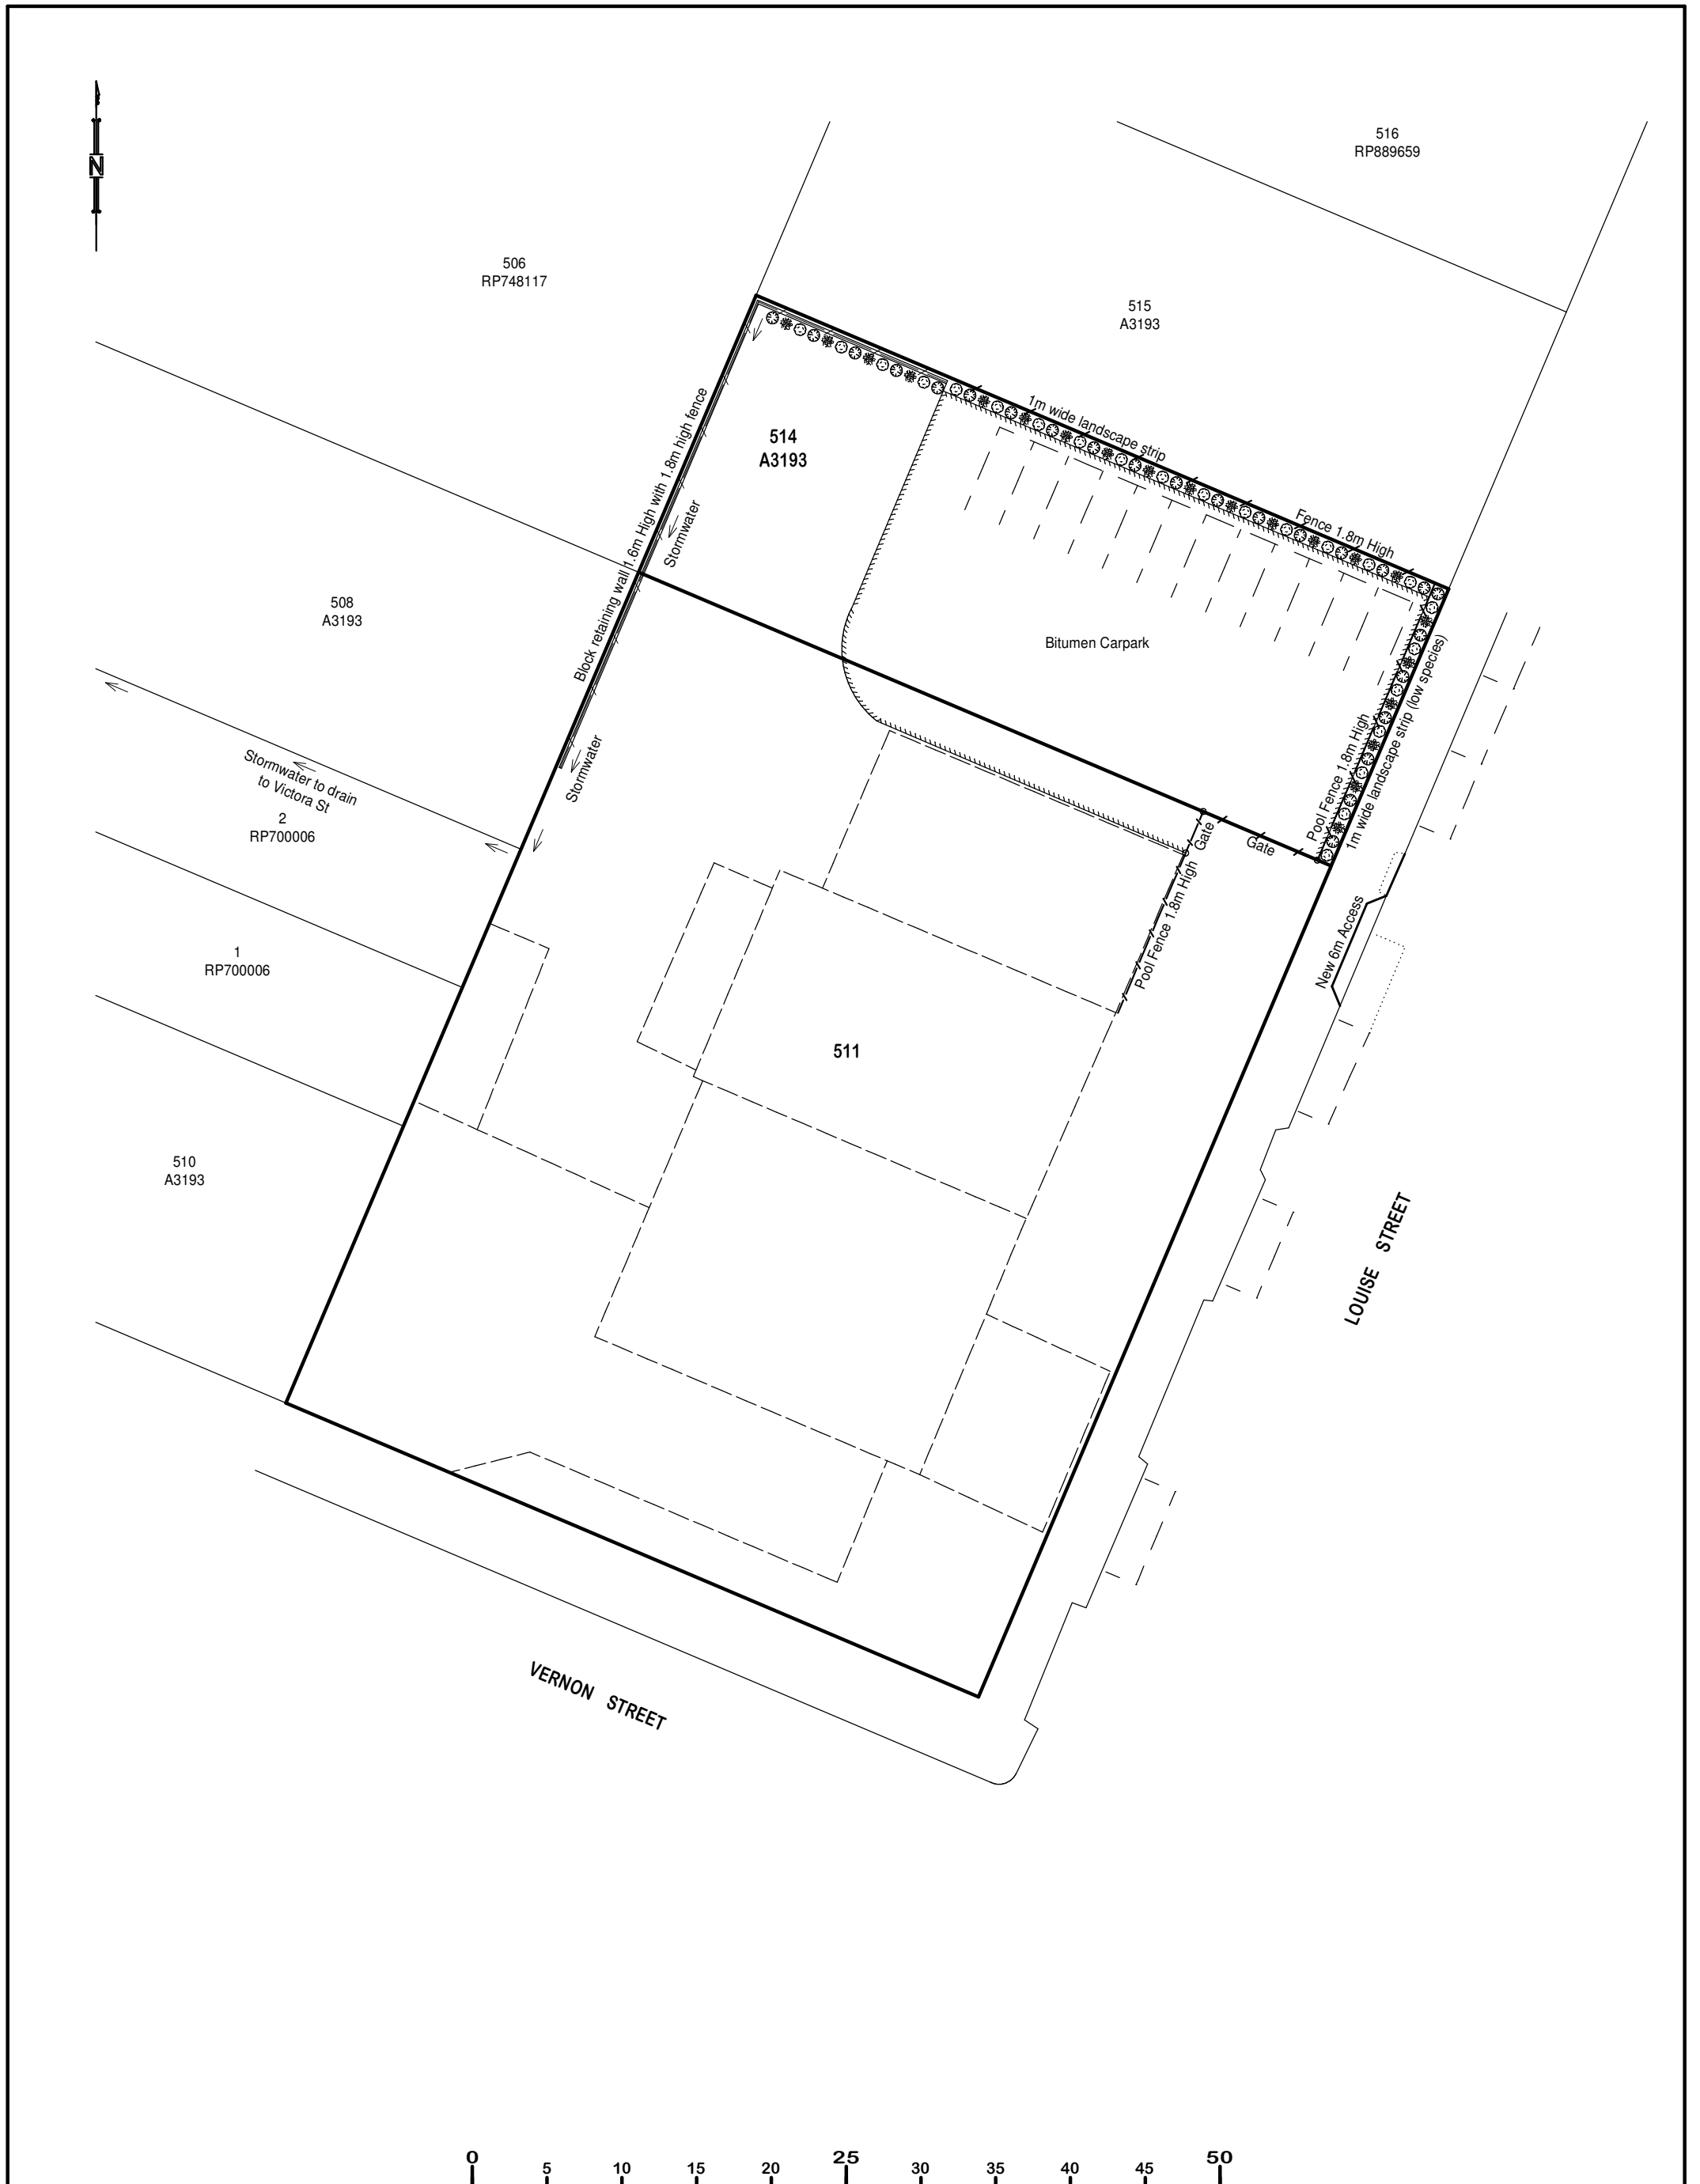 516
RP889659
N
506
RP748117
515
A3193
1m wide landscape strip
514
A3193
Fence 1.8m High
Block retaining wall 1.6m High with 1.8m high fence
Stormwater
508
A3193
Bitumen Carpark
1m wide landscape strip (low species)
Pool Fence 1.8m High
Stormwater
Stormwater to drain
to Victora St
2
RP700006
Gate
Gate
Pool Fence 1.8m High
New 6m Access
1
RP700006
511
510
A3193
LOUISE STREET
VERNON STREET
0 5 10 15 20 25 30 35 40 45 50